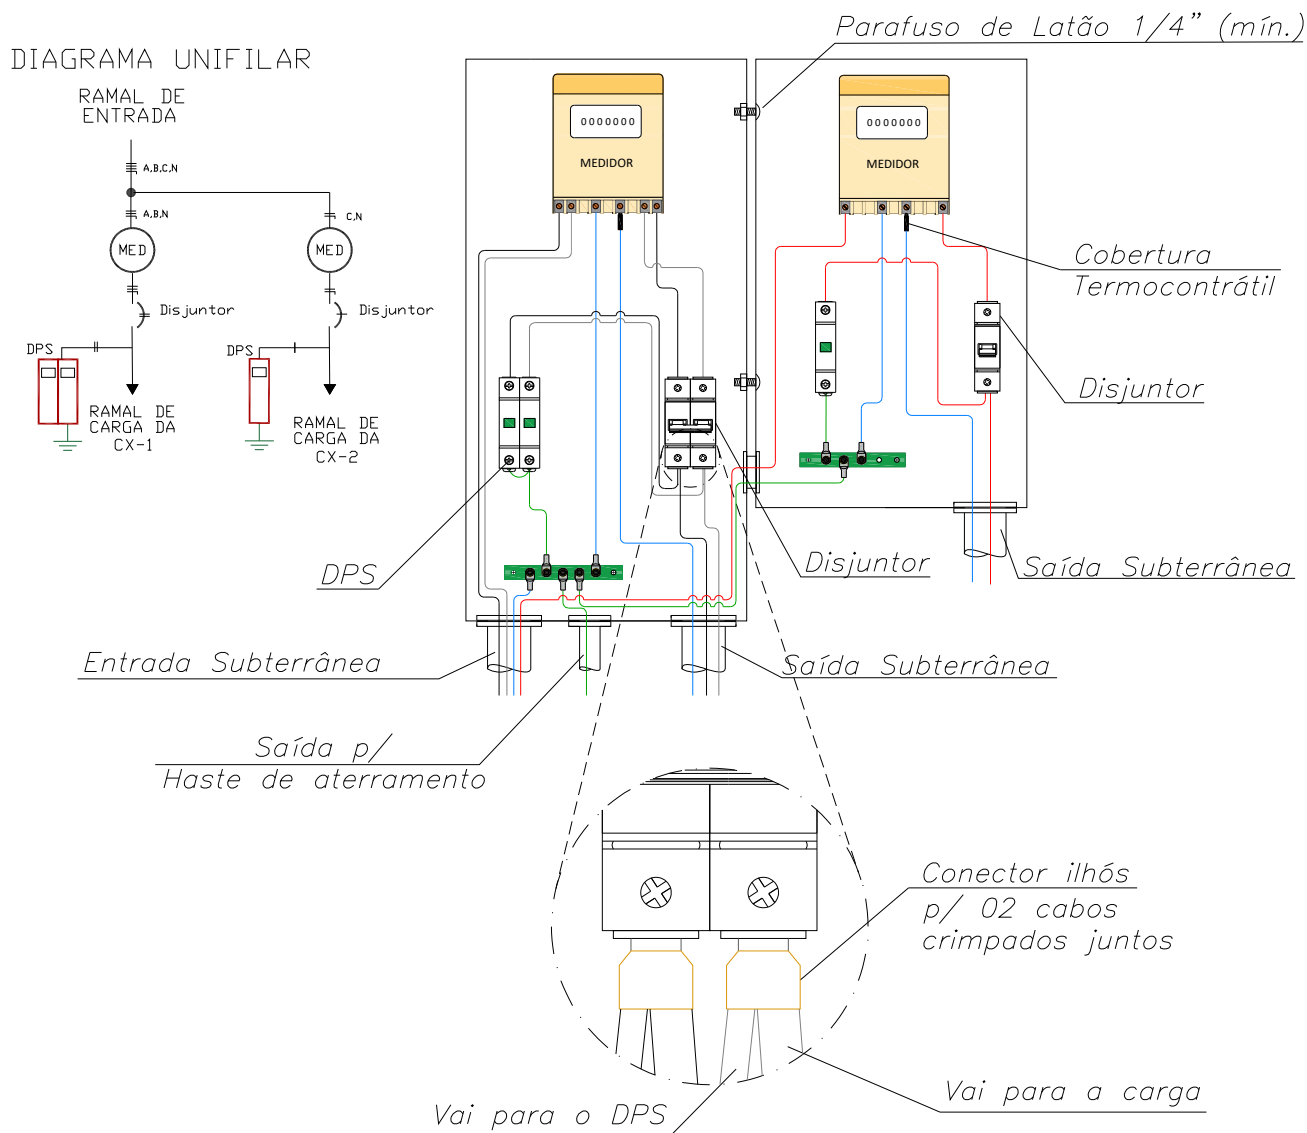 Parafuso de Latão 1/4” (mín.)
DIAGRAMA UNIFILAR
RAMAL DE
ENTRADA
A,B,C,N
A,B,N
C,N
MED
MED
Disjuntor
Disjuntor
DPS
DPS
RAMAL DE
CARGA DA
CX-1
RAMAL DE
CARGA DA
CX-2
0000000
MEDIDOR
0000000
MEDIDOR
Cobertura
Termocontrátil
Disjuntor
DPS
Disjuntor
Saída Subterrânea
Entrada Subterrânea
Saída Subterrânea
Saída p/
Haste de aterramento
Conector ilhós
p/ 02 cabos
crimpados juntos
Vai para a carga
Vai para o DPS